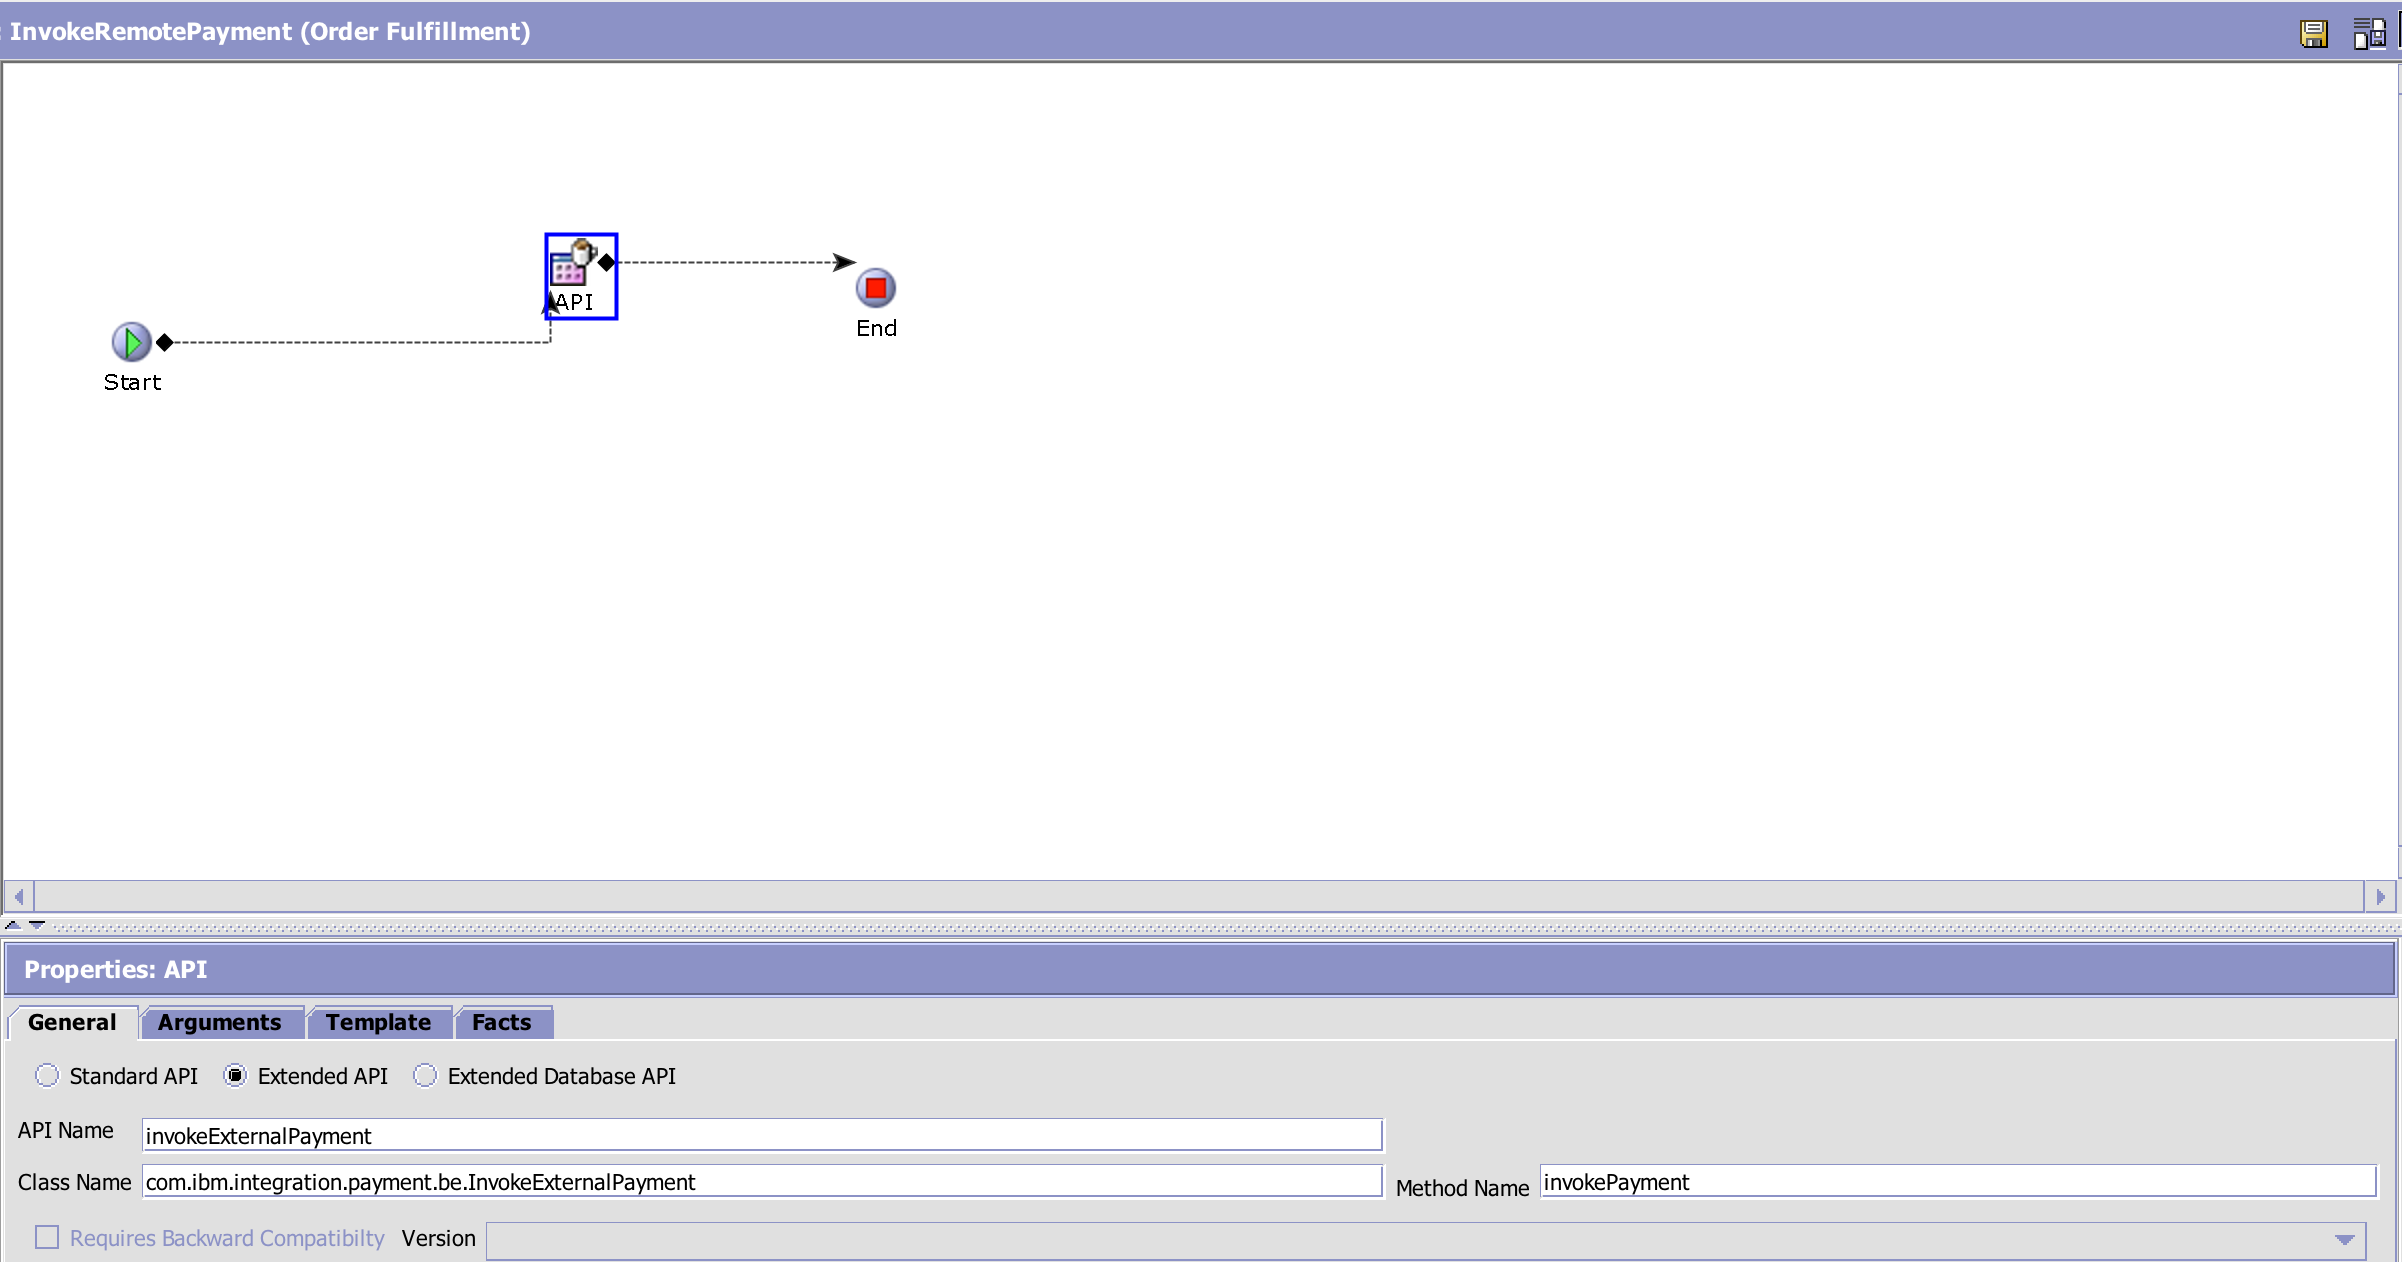 : InvokeRemotePayment (Order Fulfillment)
API
End
Start
Properties: API
General Arguments Template Facts
Standard API Extended API Extended Database API
API Name invokeExternalPayment
Class Name com.ibm.integration.payment.be.InvokeExternalPayment Method Name invokePayment
Requires Backward Compatibilty Version